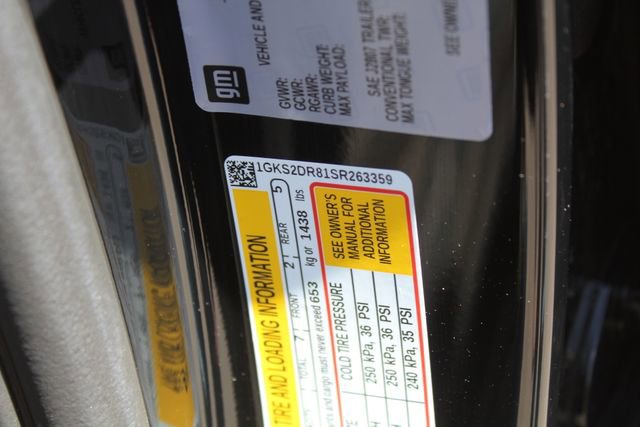 gm
VEHICLE AND
GVWR:
GCWR:
RGAWR:
CURB WEIGHT:
MAX PAYLOAD:
SAE J2807 TRAILER
CONVENTIONAL TWR:
MAX TONGUE WEIGHT:
SEE OWNE
1GKS2DR81SR263359
TIRE AND LOADING INFORMATION
TOTAL 7 FRONT 2 REAR 5
and cargo must never exceed 653 kg or 1438 lbs
COLD TIRE PRESSURE
250 kPa, 36 PSI
250 kPa, 36 PSI
240 kPa, 35 PSI
SEE OWNER'S
MANUAL FOR
ADDITIONAL
INFORMATION